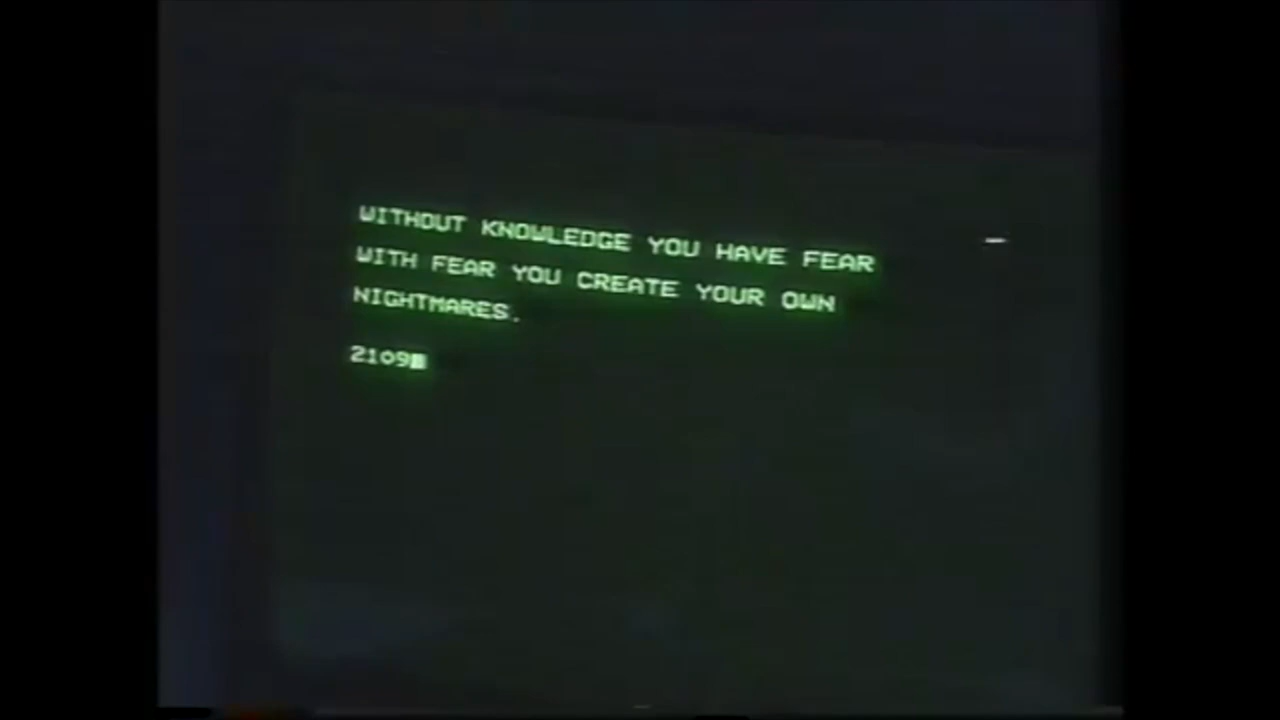 WITHOUT KNOWLEDGE YOU HAVE FEAR
WITH FEAR YOU CREATE YOUR OWN
NIGHTMARES.
2109